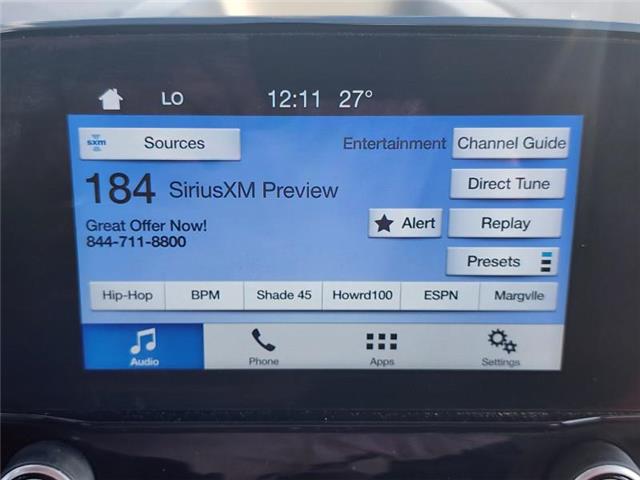 LO 12:11 27°
sxm Sources Entertainment Channel Guide
184 SiriusXM Preview Direct Tune
Great Offer Now! Alert Replay
844-711-8800
Presets
Hip-Hop BPM Shade 45 Howrd100 ESPN Margvlle
Audio Phone Apps Settings